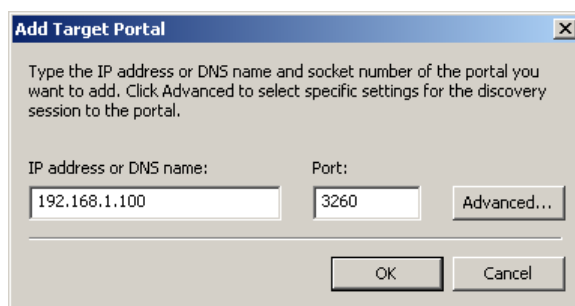 Add Target Portal
Type the IP address or DNS name and socket number of the portal you
want to add. Click Advanced to select specific settings for the discovery
session to the portal.
IP address or DNS name: Port:
192.168.1.100 3260 Advanced...
OK Cancel